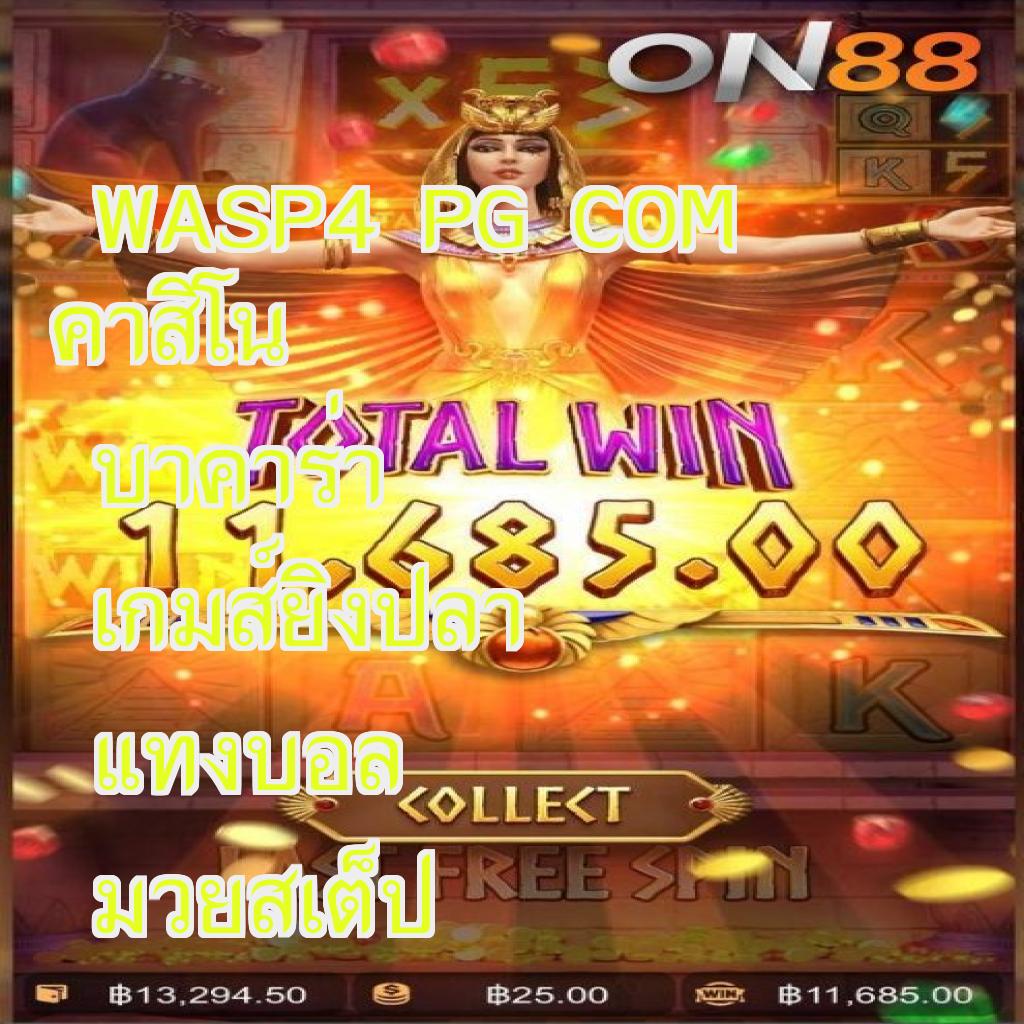 ON88
x53
Q
K
WASP4 PG COM
คาสิโน
TOTAL WIN
บาคาร่า
11,685.00
เกมส์ยิงปลา
A
K
แทงบอล
COLLECT
LAST FREE SPIN
มวยสเต็ป
฿13,294.50
฿25.00
WIN
฿11,685.00